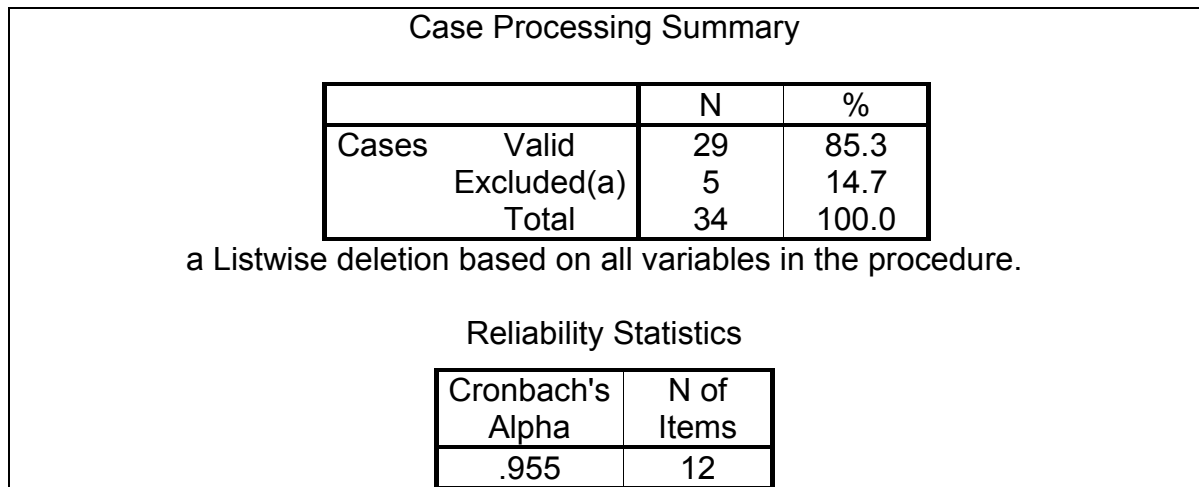 Case Processing Summary
N %
Cases Valid 29 85.3
Excluded(a) 5 14.7
Total 34 100.0
a Listwise deletion based on all variables in the procedure.
Reliability Statistics
Cronbach's N of
Alpha Items
.955 12